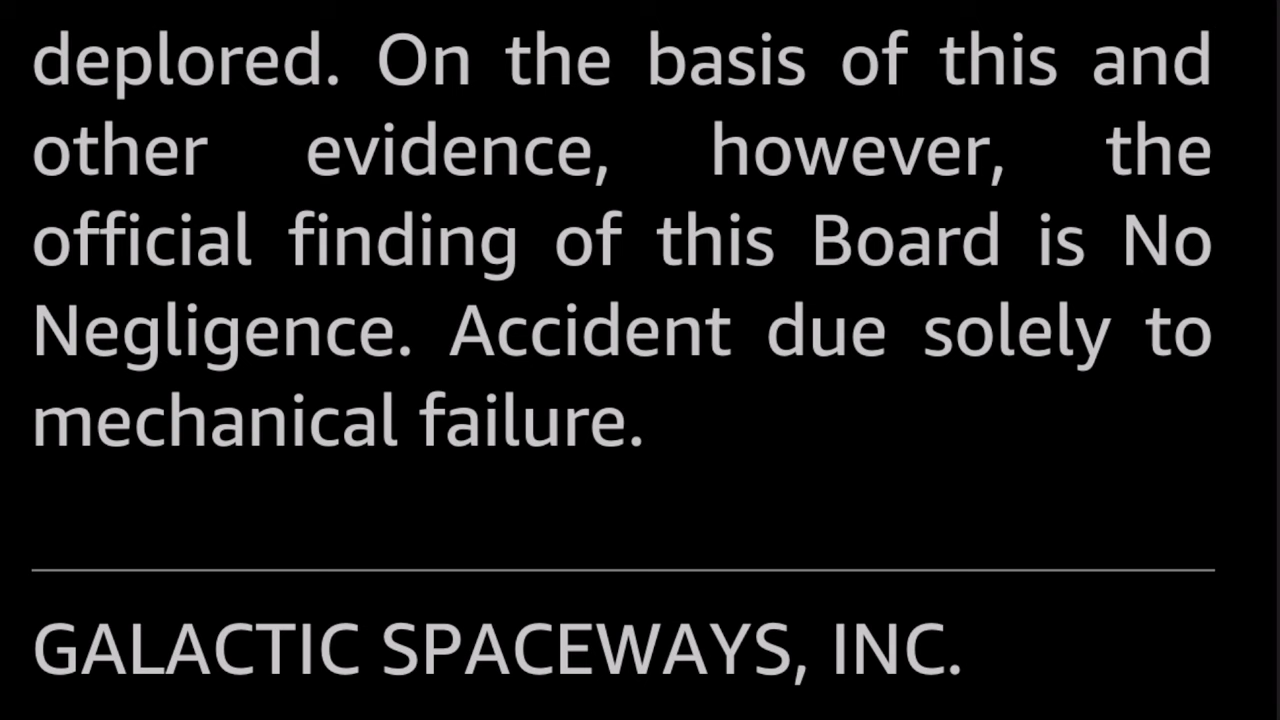 deplored. On the basis of this and
other evidence, however, the
official finding of this Board is No
Negligence. Accident due solely to
mechanical failure.
GALACTIC SPACEWAYS, INC.